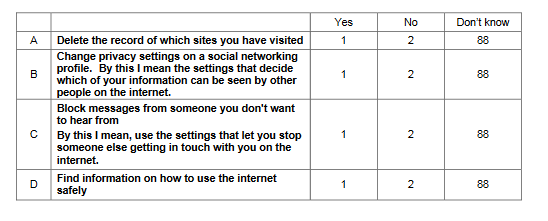 Yes No Don't know
A Delete the record of which sites you have visited 1 2 88
Change privacy settings on a social networking
profile. By this I mean the settings that decide
B which of your information can be seen by other 1 2 88
people on the internet.
Block messages from someone you don't want
to hear from
C By this I mean, use the settings that let you stop 1 2 88
someone else getting in touch with you on the
internet.
D Find information on how to use the internet 1 2 88
safely